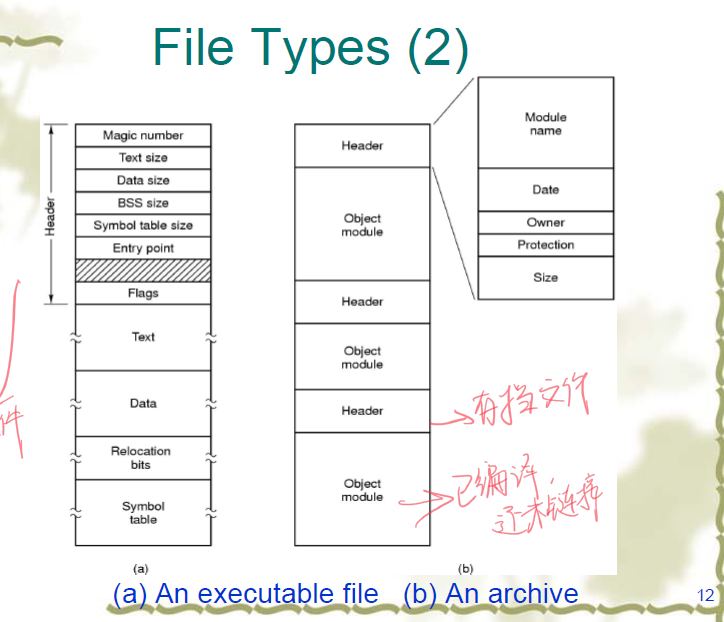 File Types (2)
Header
Magic number
Text size
Data size
BSS size
Symbol table size
Entry point
Flags
Text
Data
Relocation
bits
Symbol
table
(a)
Header
Object
module
Header
Object
module
Header
Object
module
(b)
Module
name
Date
Owner
Protection
Size
件
存档文件
已编译，
还未链接
(a) An executable file (b) An archive
12